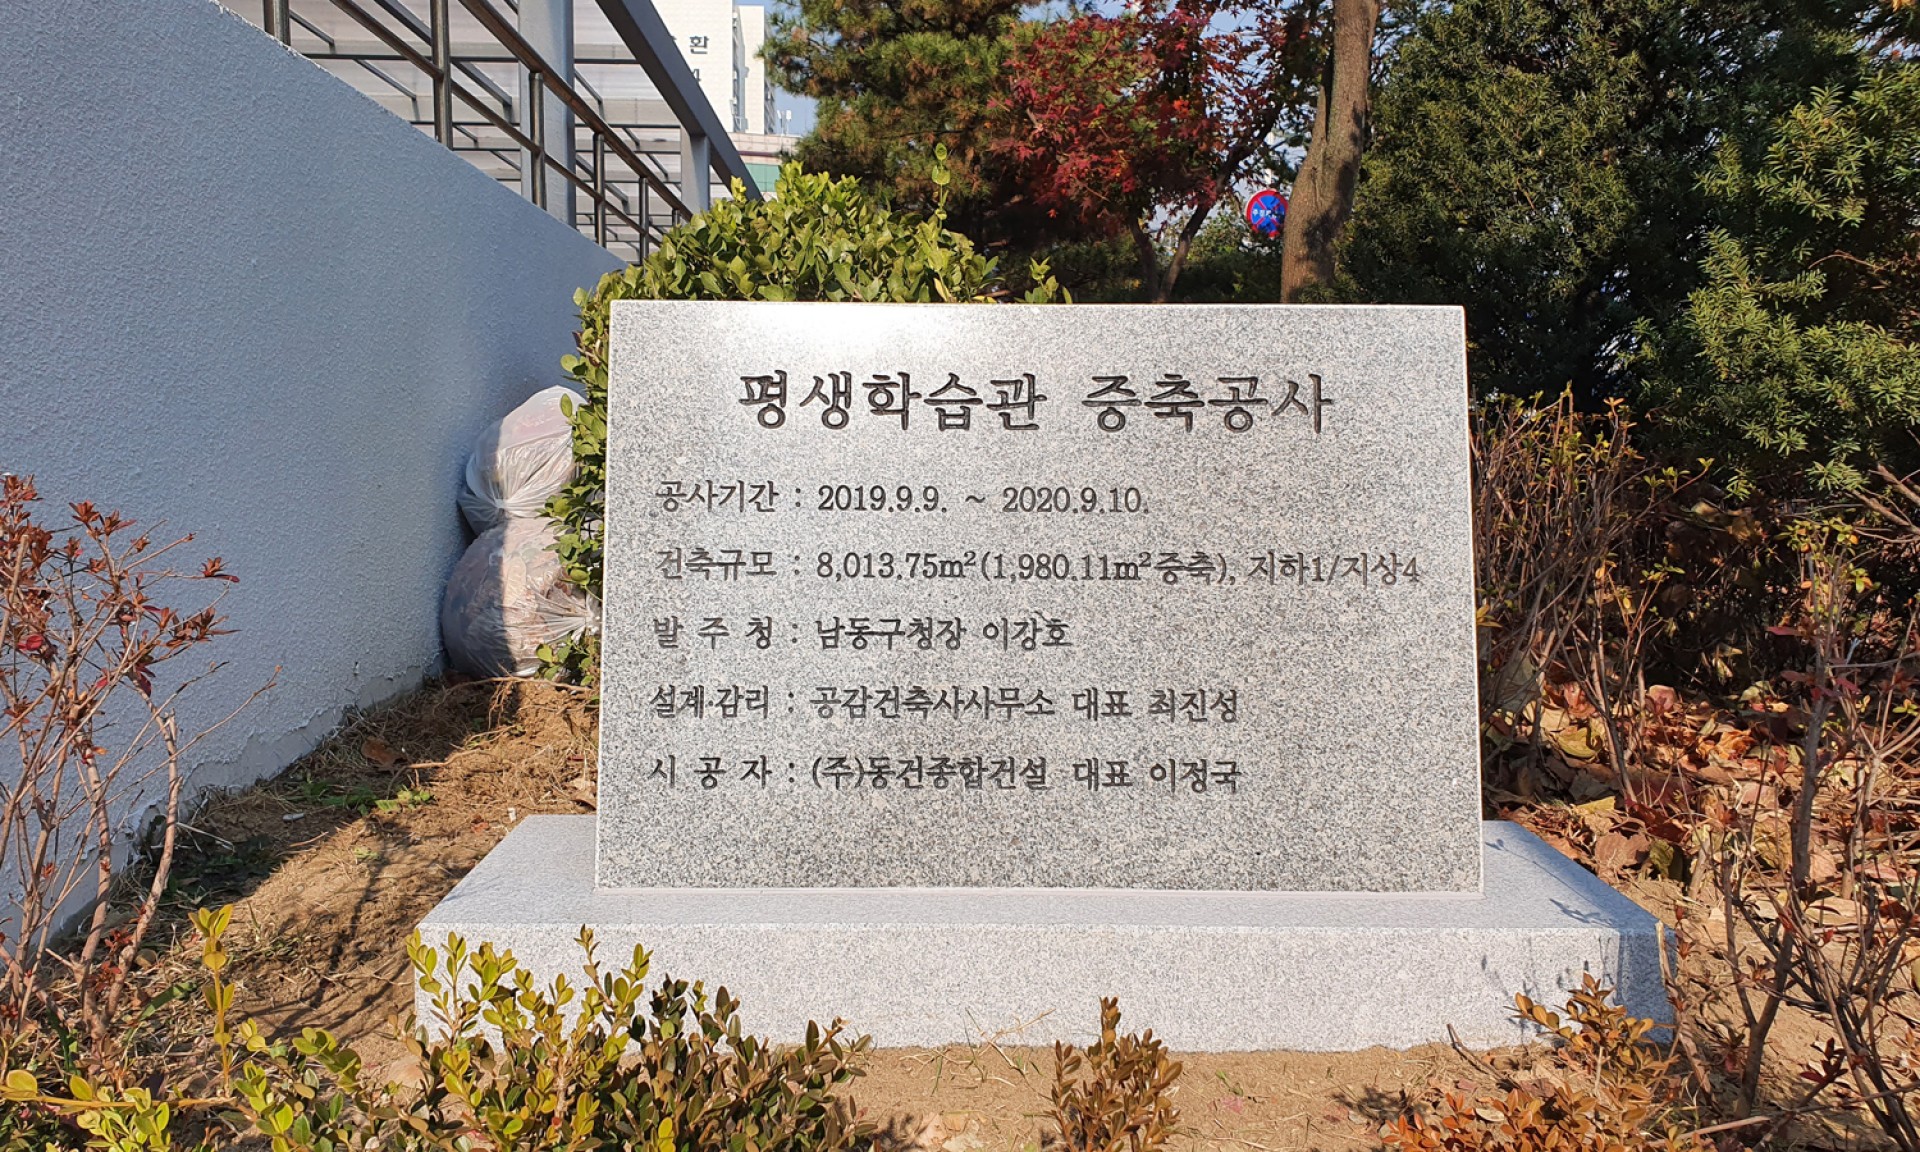 환
평생학습관 증축공사
공사기간 : 2019.9.9. ~ 2020.9.10.
건축규모 : 8,013.75m²(1,980.11m²증축), 지하1/지상4
발 주 청 : 남동구청장 이강호
설계·감리 : 공감건축사사무소 대표 최진성
시 공 자 : (주)동건종합건설 대표 이정국